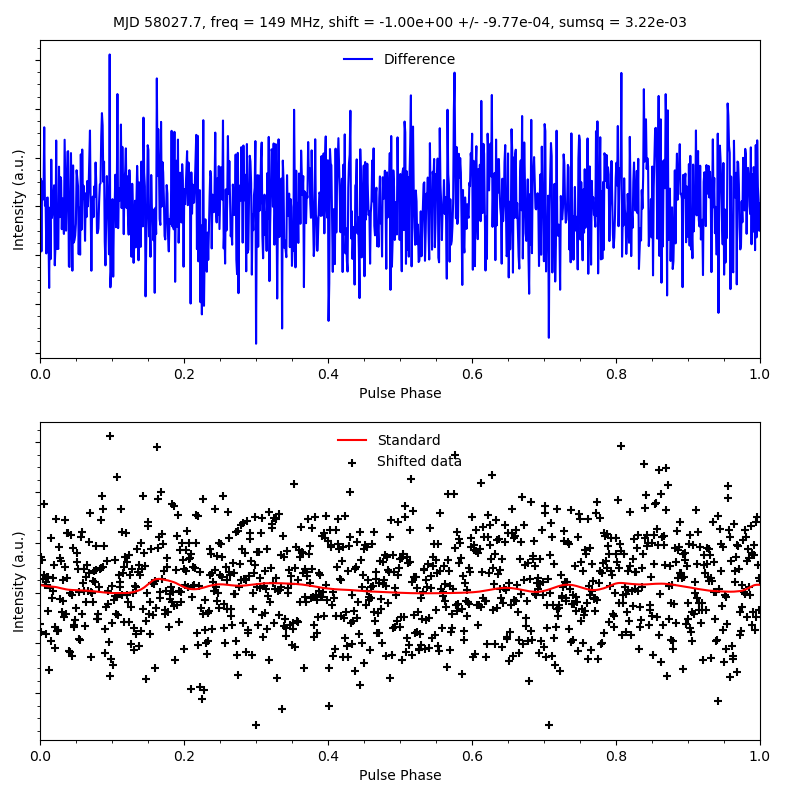 MJD 58027.7, freq = 149 MHz, shift = -1.00e+00 +/- -9.77e-04, sumsq = 3.22e-03
Difference
Intensity (a.u.)
0.0 0.2 0.4 0.6 0.8 1.0
Pulse Phase
Standard
Shifted data
Intensity (a.u.)
0.0 0.2 0.4 0.6 0.8 1.0
Pulse Phase